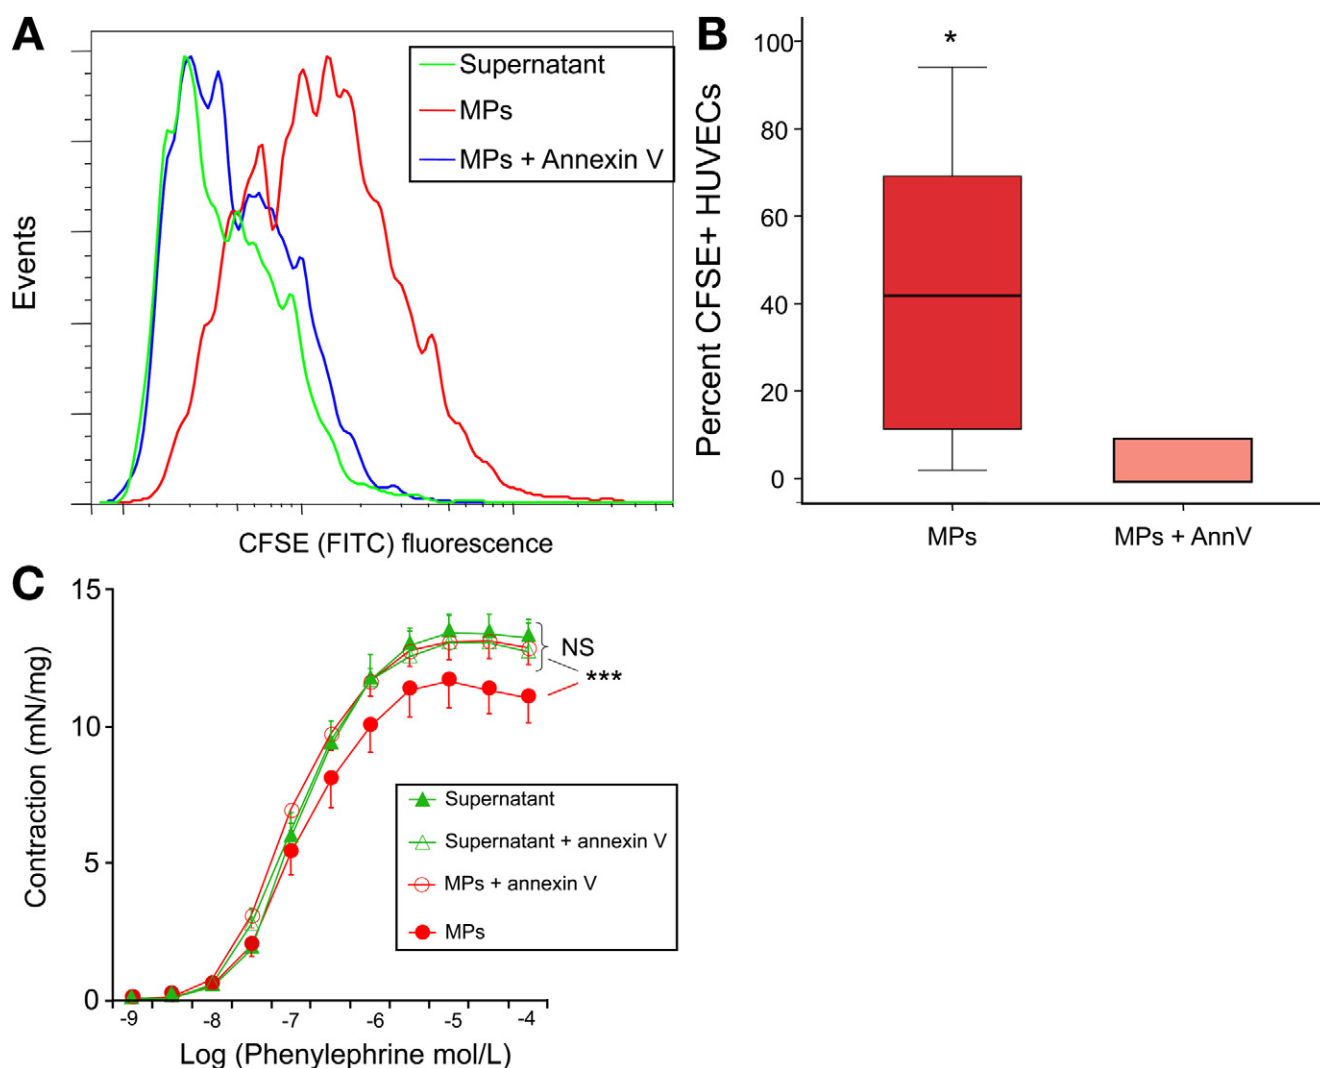 A
Events
Supernatant
MPs
MPs + Annexin V
CFSE (FITC) fluorescence
B
Percent CFSE+ HUVECs
100
80
60
40
20
0
*
MPs
MPs + AnnV
C
Contraction (mN/mg)
15
10
5
0
NS
***
Supernatant
Supernatant + annexin V
MPs + annexin V
MPs
-9 -8 -7 -6 -5 -4
Log (Phenylephrine mol/L)